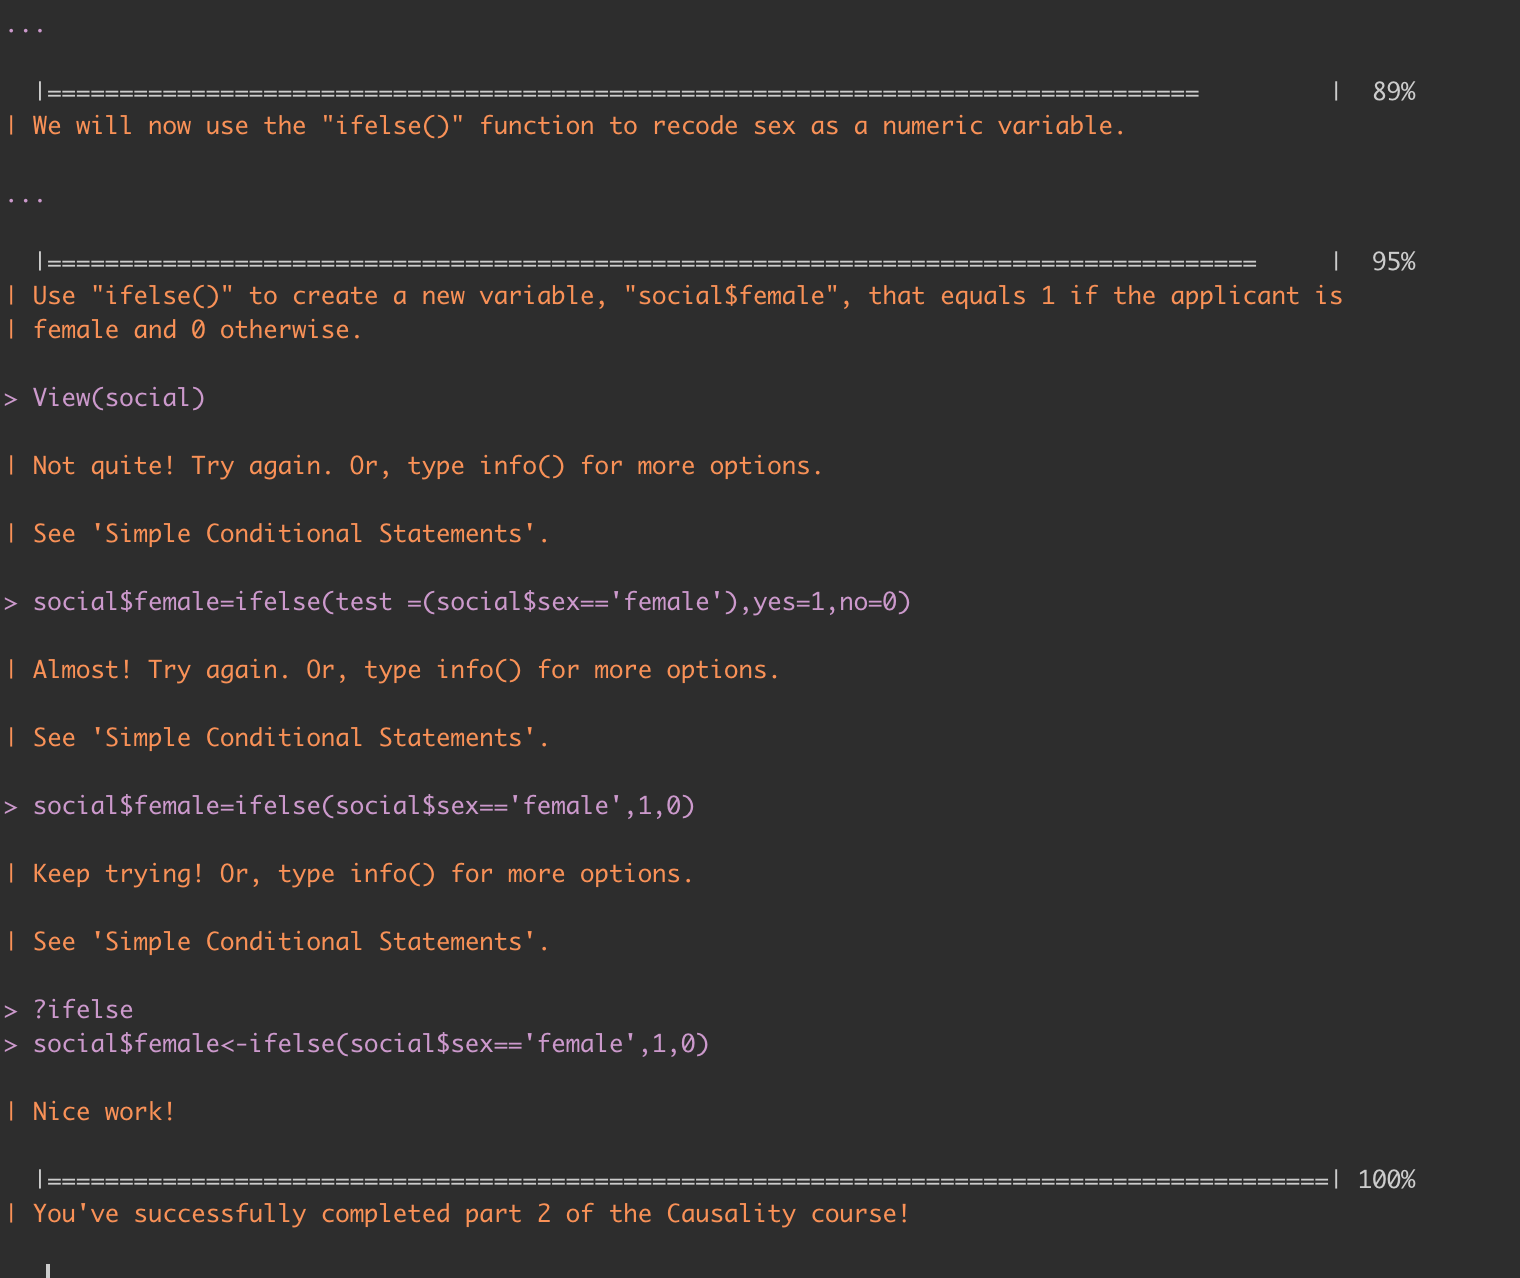 ...
|================================================================================        |  89%
| We will now use the "ifelse()" function to recode sex as a numeric variable.
...
|====================================================================================    |  95%
| Use "ifelse()" to create a new variable, "social$female", that equals 1 if the applicant is
| female and 0 otherwise.
> View(social)
| Not quite! Try again. Or, type info() for more options.
| See 'Simple Conditional Statements'.
> social$female=ifelse(test =(social$sex=='female'),yes=1,no=0)
| Almost! Try again. Or, type info() for more options.
| See 'Simple Conditional Statements'.
> social$female=ifelse(social$sex=='female',1,0)
| Keep trying! Or, type info() for more options.
| See 'Simple Conditional Statements'.
> ?ifelse
> social$female<-ifelse(social$sex=='female',1,0)
| Nice work!
|=========================================================================================| 100%
| You've successfully completed part 2 of the Causality course!